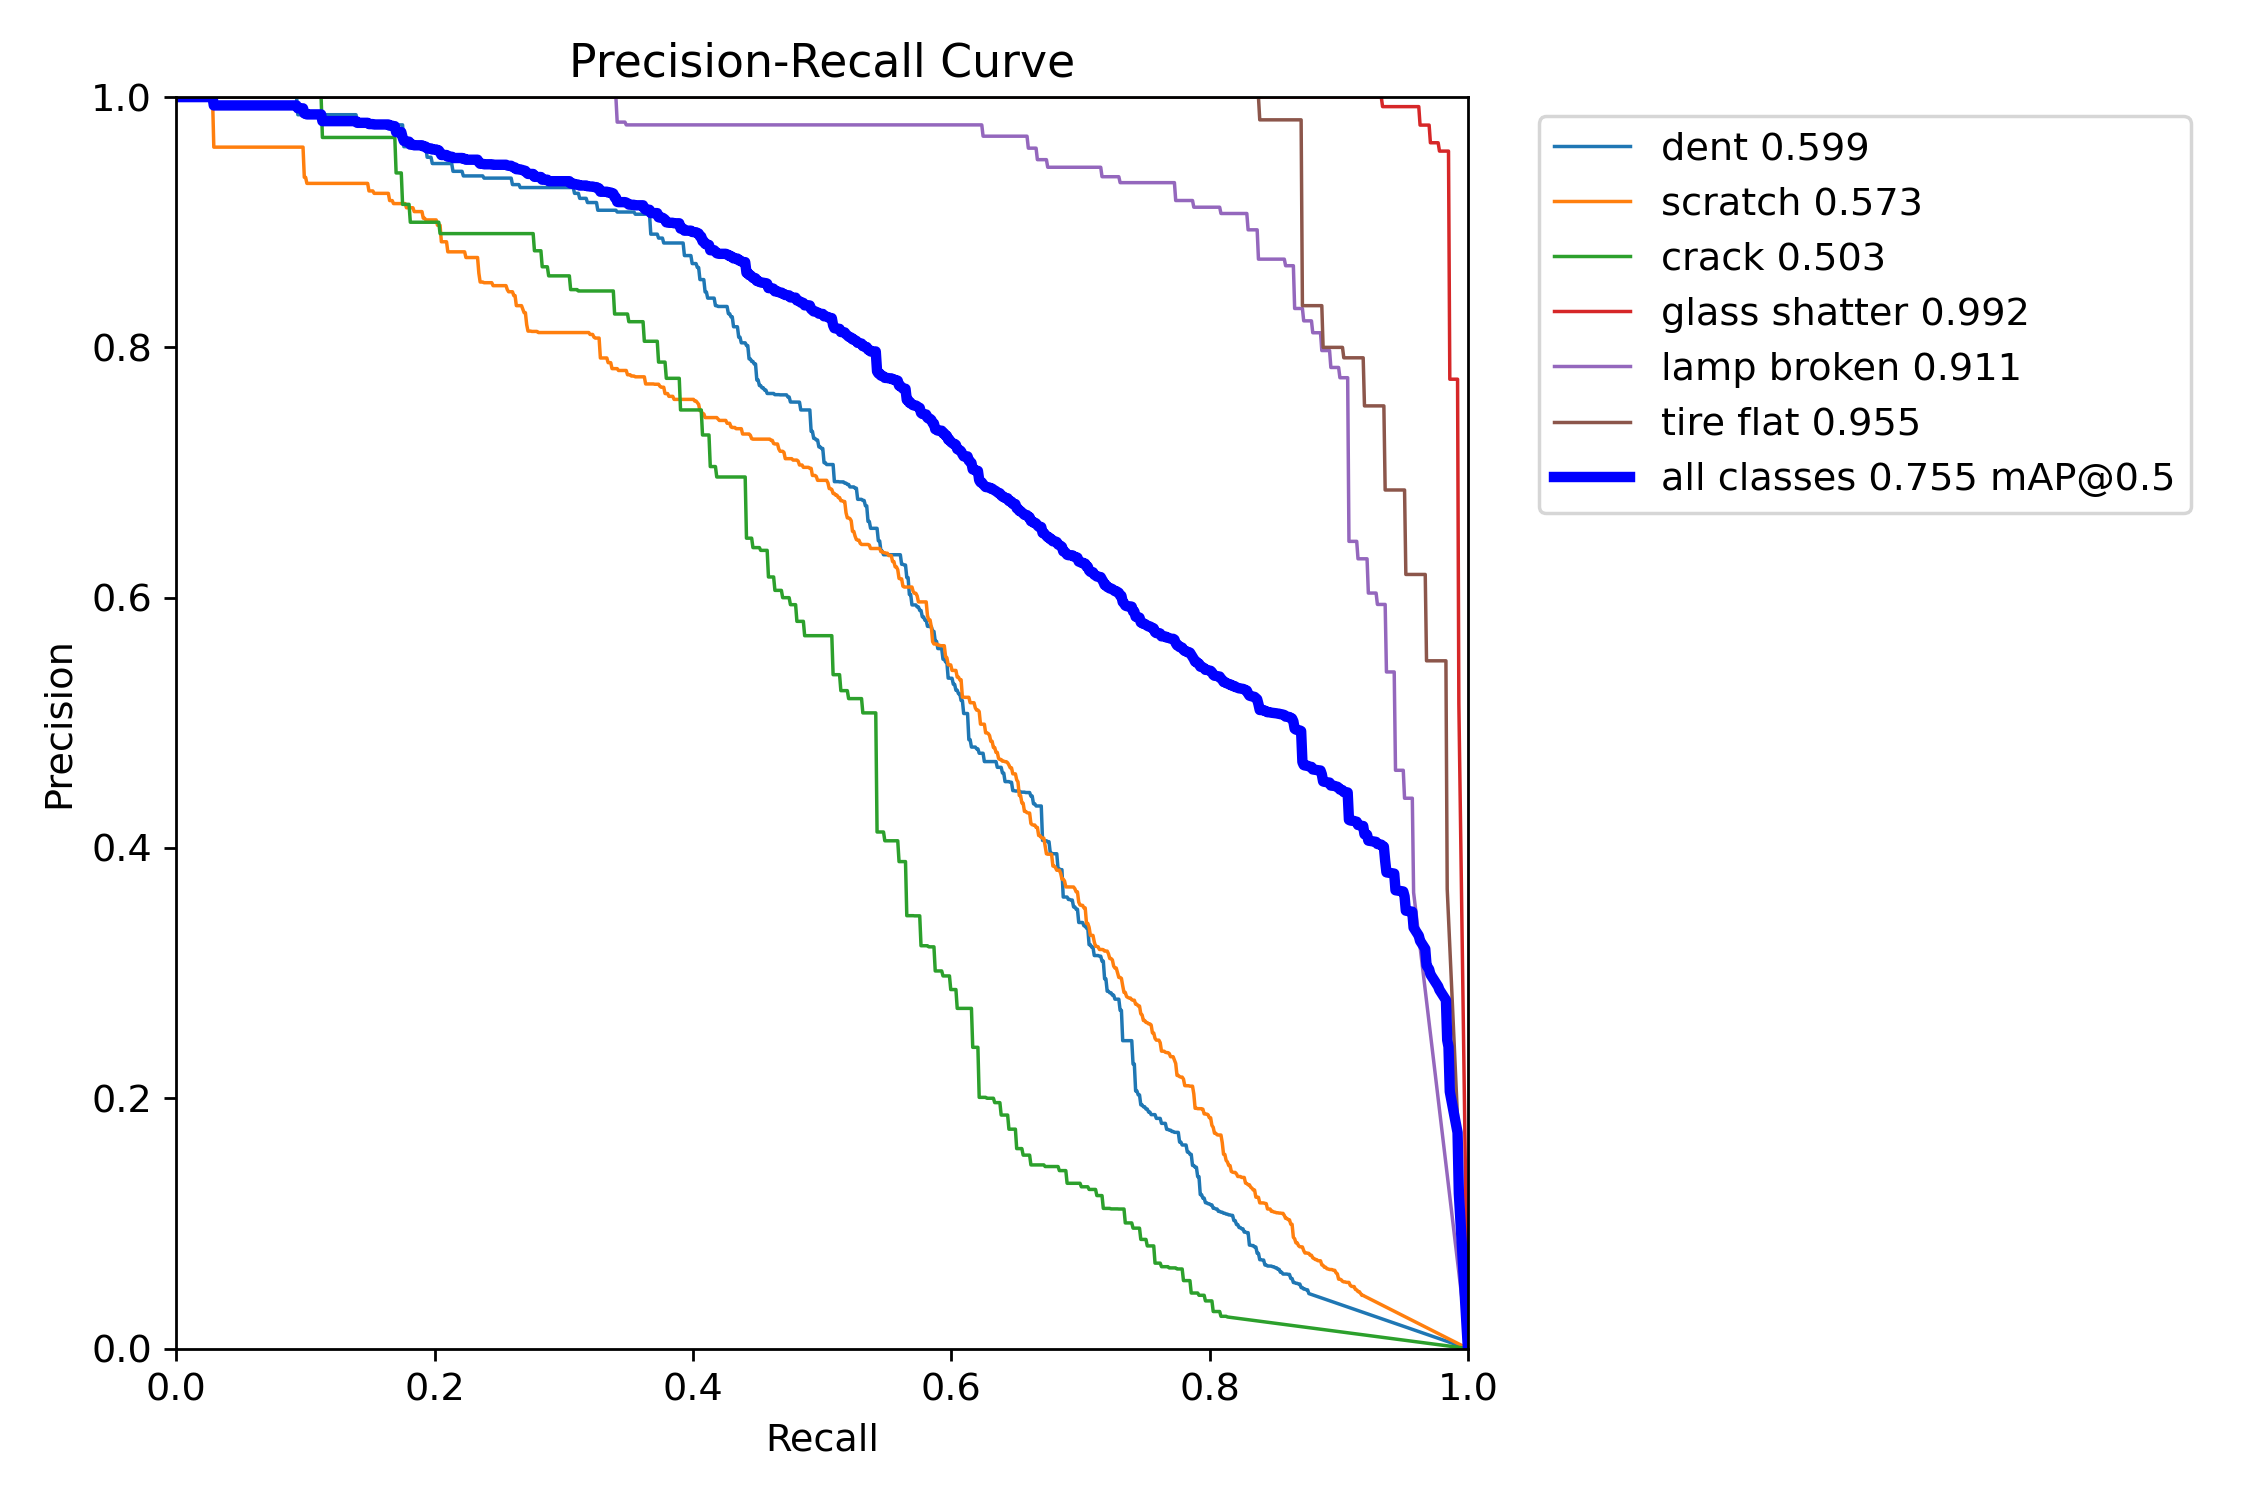 Precision-Recall Curve
1.0
0.8
0.6
0.4
0.2
0.0
Precision
0.0 0.2 0.4 0.6 0.8 1.0
Recall
dent 0.599
scratch 0.573
crack 0.503
glass shatter 0.992
lamp broken 0.911
tire flat 0.955
all classes 0.755 mAP@0.5